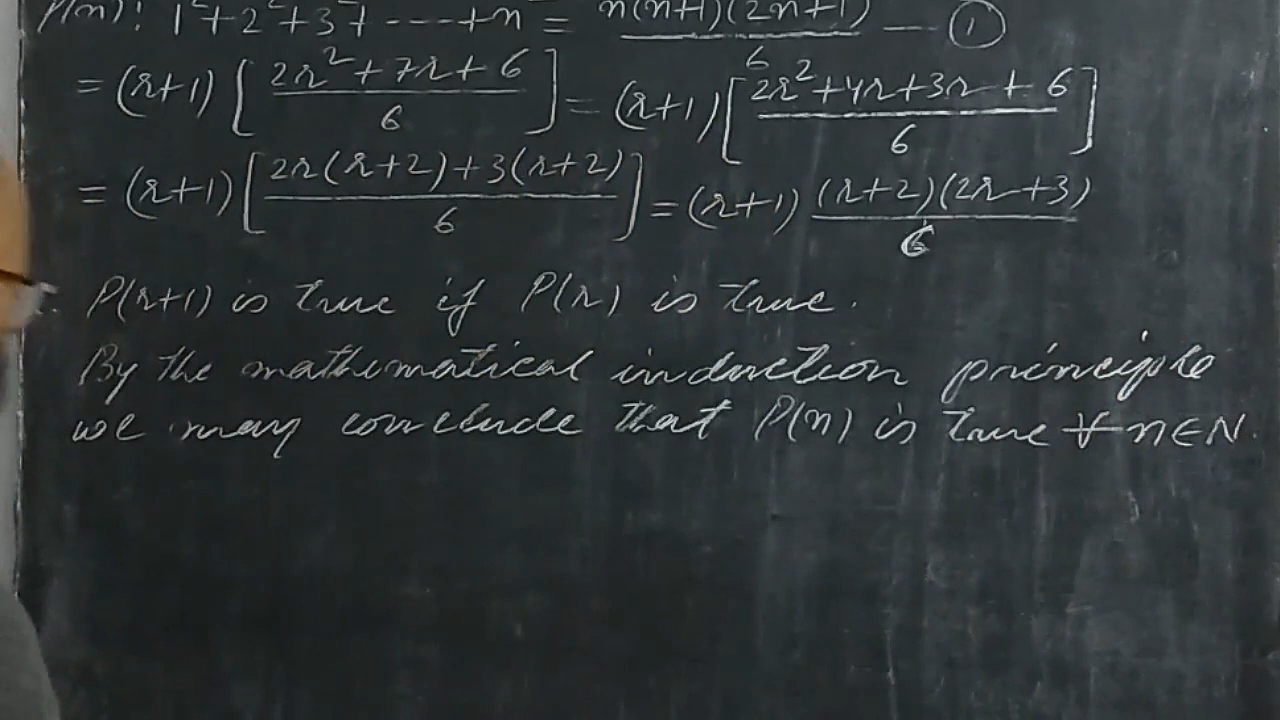 P(n): 1²+2²+3²+ ----+n² = n(n+1)(2n+1)/6 — ①
= (r+1) [ (2r²+7r+6)/6 ] = (r+1) [ (2r²+4r+3r+6)/6 ]
= (r+1) [ (2r(r+2)+3(r+2))/6 ] = (r+1) (r+2)(2r+3)/6
P(r+1) is true if P(r) is true.
By the mathematical induction principle
we may conclude that P(n) is true ∀ n∈N.